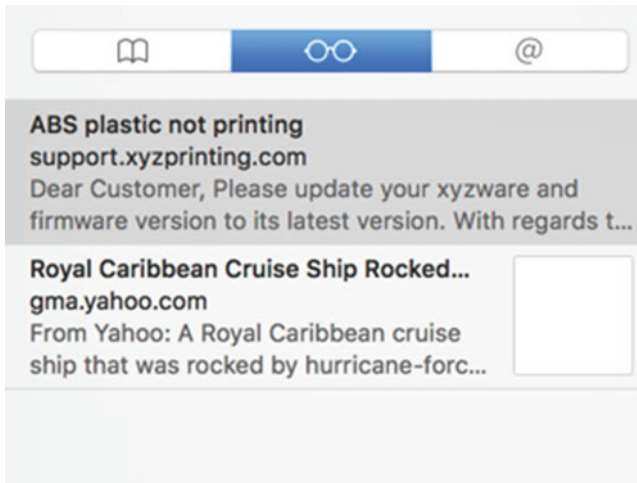 @
ABS plastic not printing
support.xyzprinting.com
Dear Customer, Please update your xyzware and
firmware version to its latest version. With regards t...
Royal Caribbean Cruise Ship Rocked...
gma.yahoo.com
From Yahoo: A Royal Caribbean cruise
ship that was rocked by hurricane-forc...